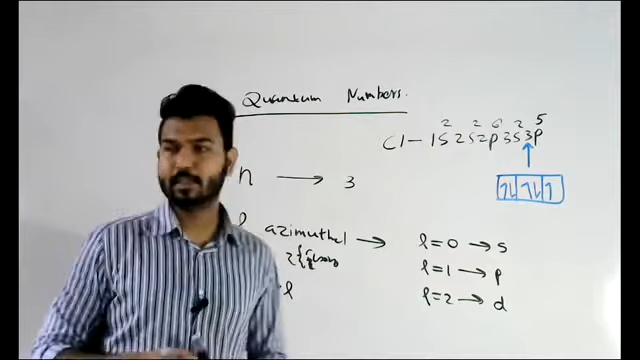 Quantum Numbers.
Cl - 1s² 2s² 2p⁶ 3s² 3p⁵
n → 3
l azimuthal → l=0 → s
l=1 → p
l l=2 → d